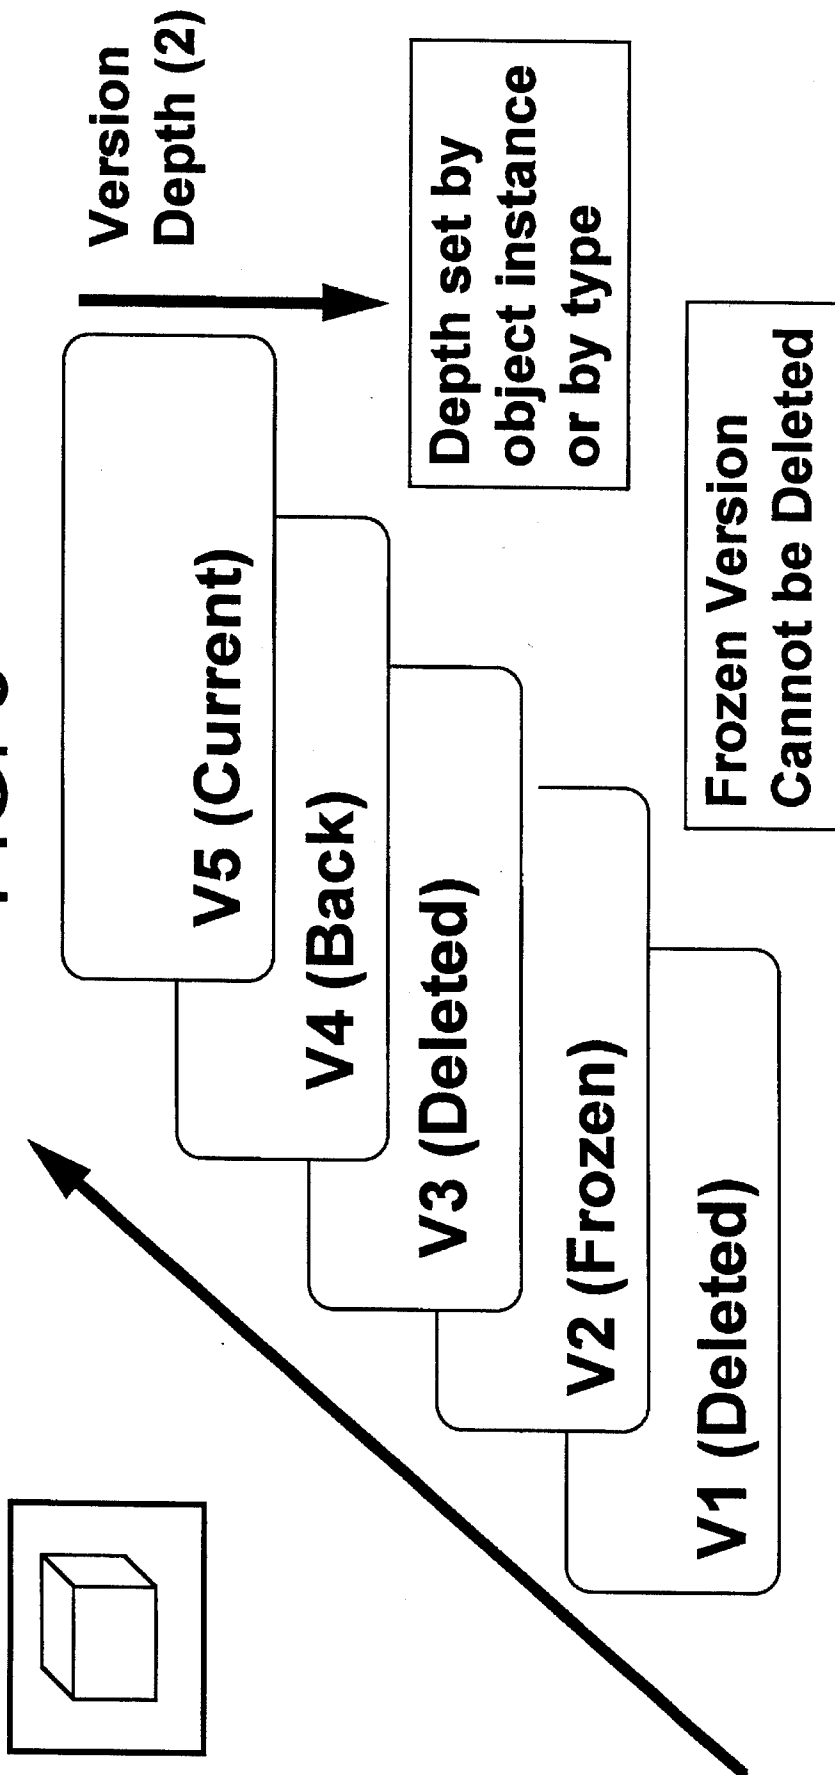 Version
Depth (2)
V5 (Current)
V4 (Back)
V3 (Deleted)
V2 (Frozen)
V1 (Deleted)
Depth set by
object instance
or by type
Frozen Version
Cannot be Deleted